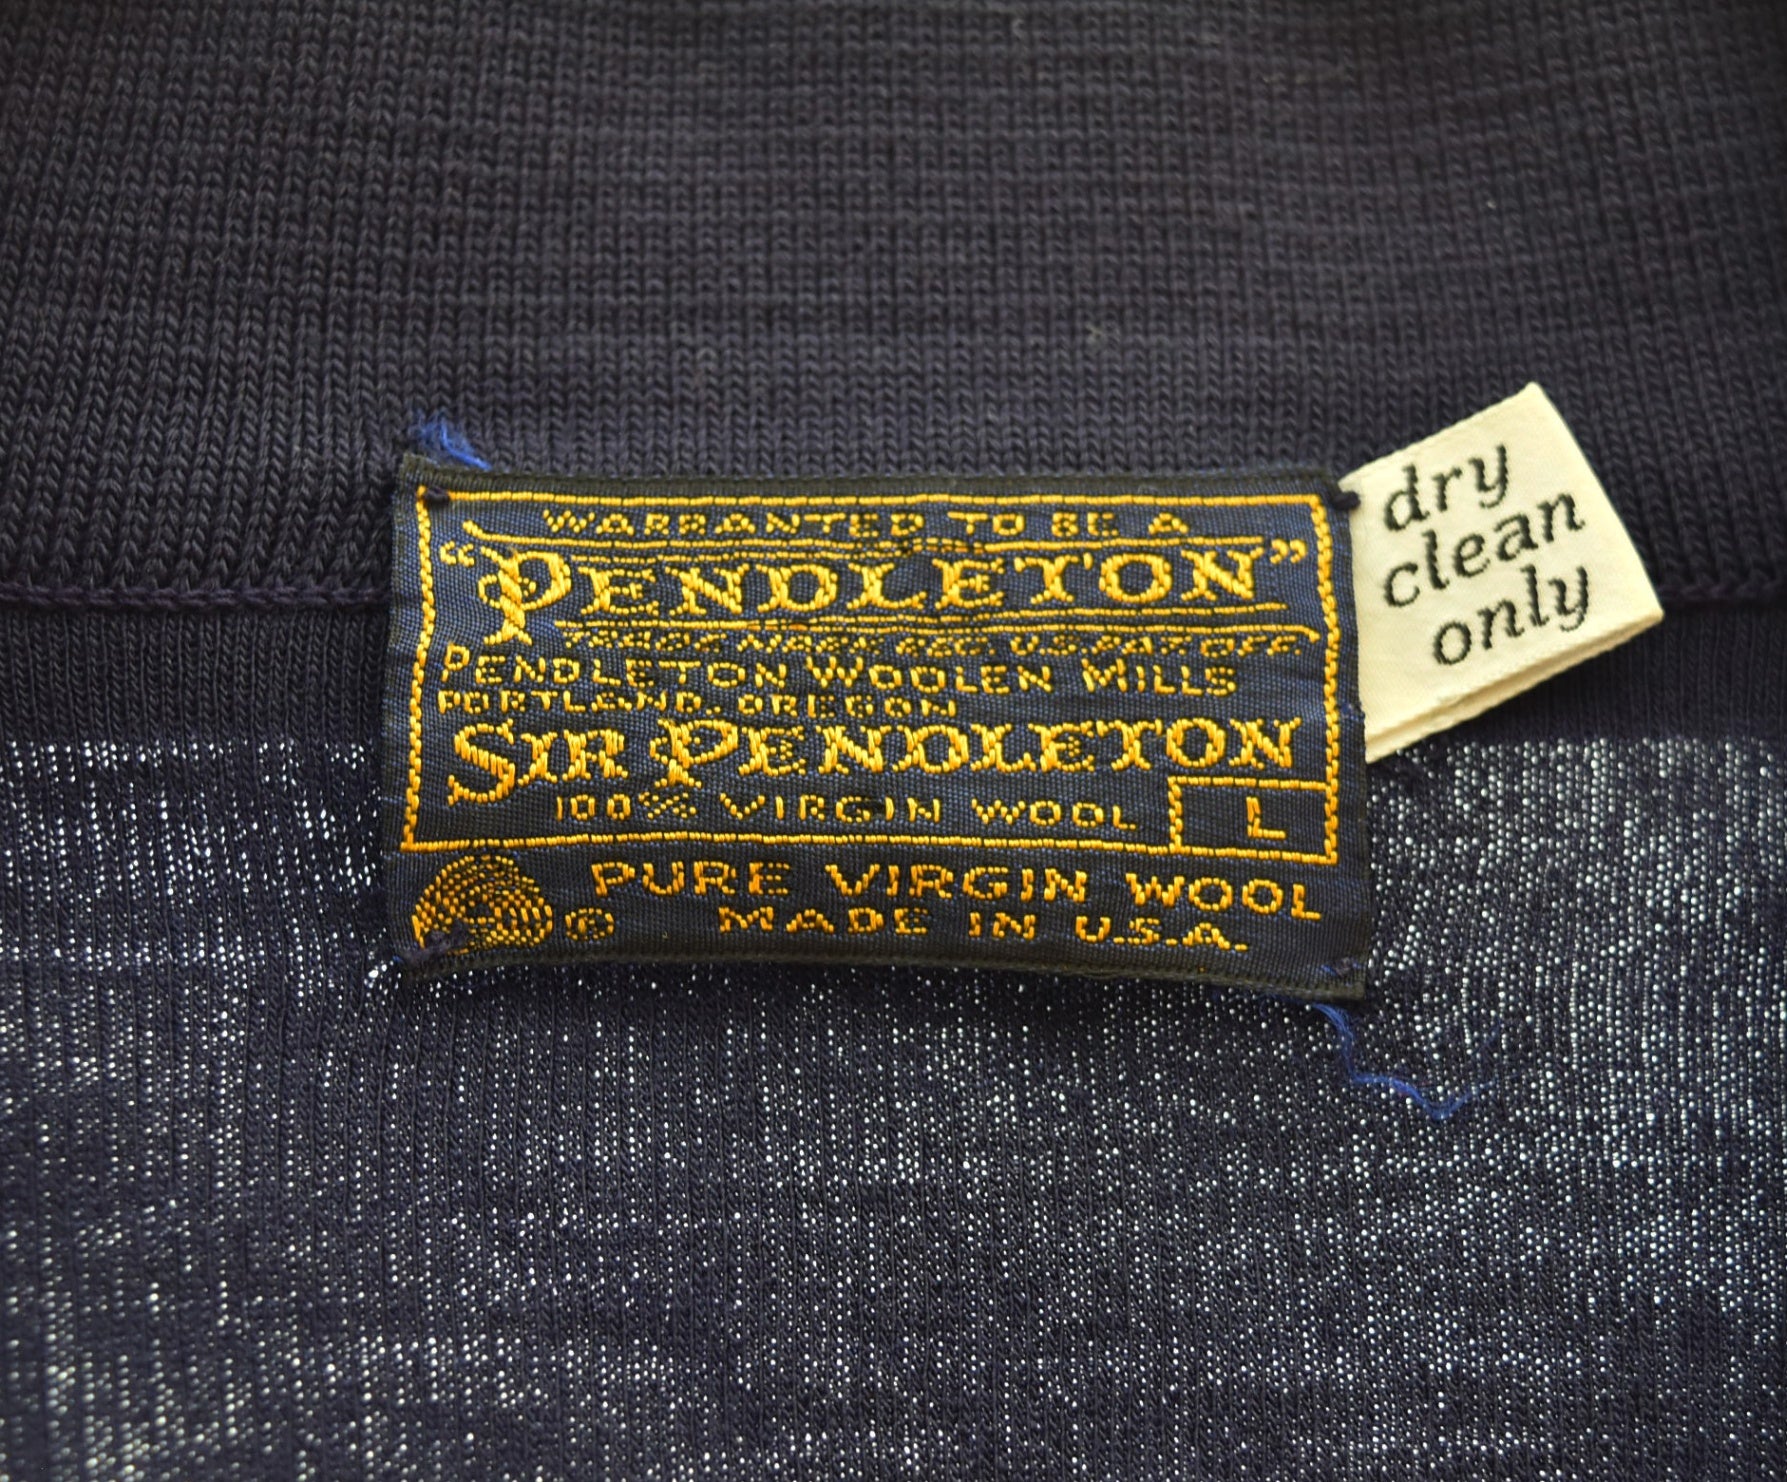 WARRANTED TO BE A
"PENDLETON"
TRADE MARK REG. U.S. PAT. OFF.
PENDLETON WOOLEN MILLS
PORTLAND, OREGON
SIR PENDLETON
100% VIRGIN WOOL
L
PURE VIRGIN WOOL
® MADE IN U.S.A.
dry
clean
only